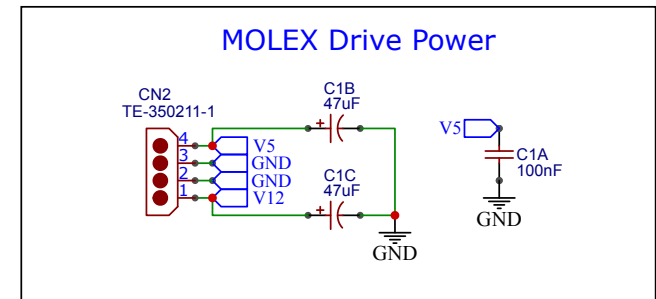 MOLEX Drive Power
CN2
TE-350211-1
4
3
2
1
V5
GND
GND
V12
C1B
47uF
+
C1C
47uF
+
GND
V5
C1A
100nF
GND